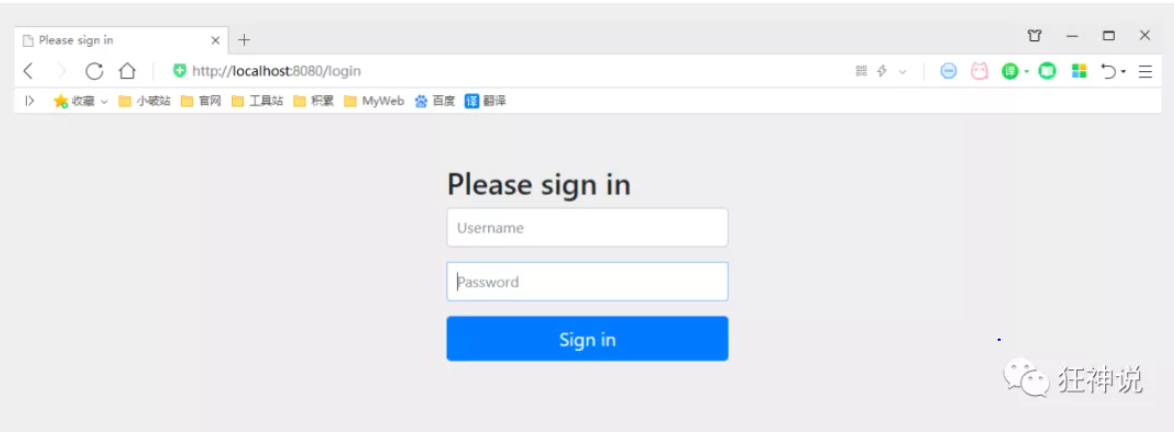 Please sign in
http://localhost:8080/login
收藏 小破站 官网 工具站 积累 MyWeb 百度 译 翻译
Please sign in
Username
Password
Sign in
狂神说